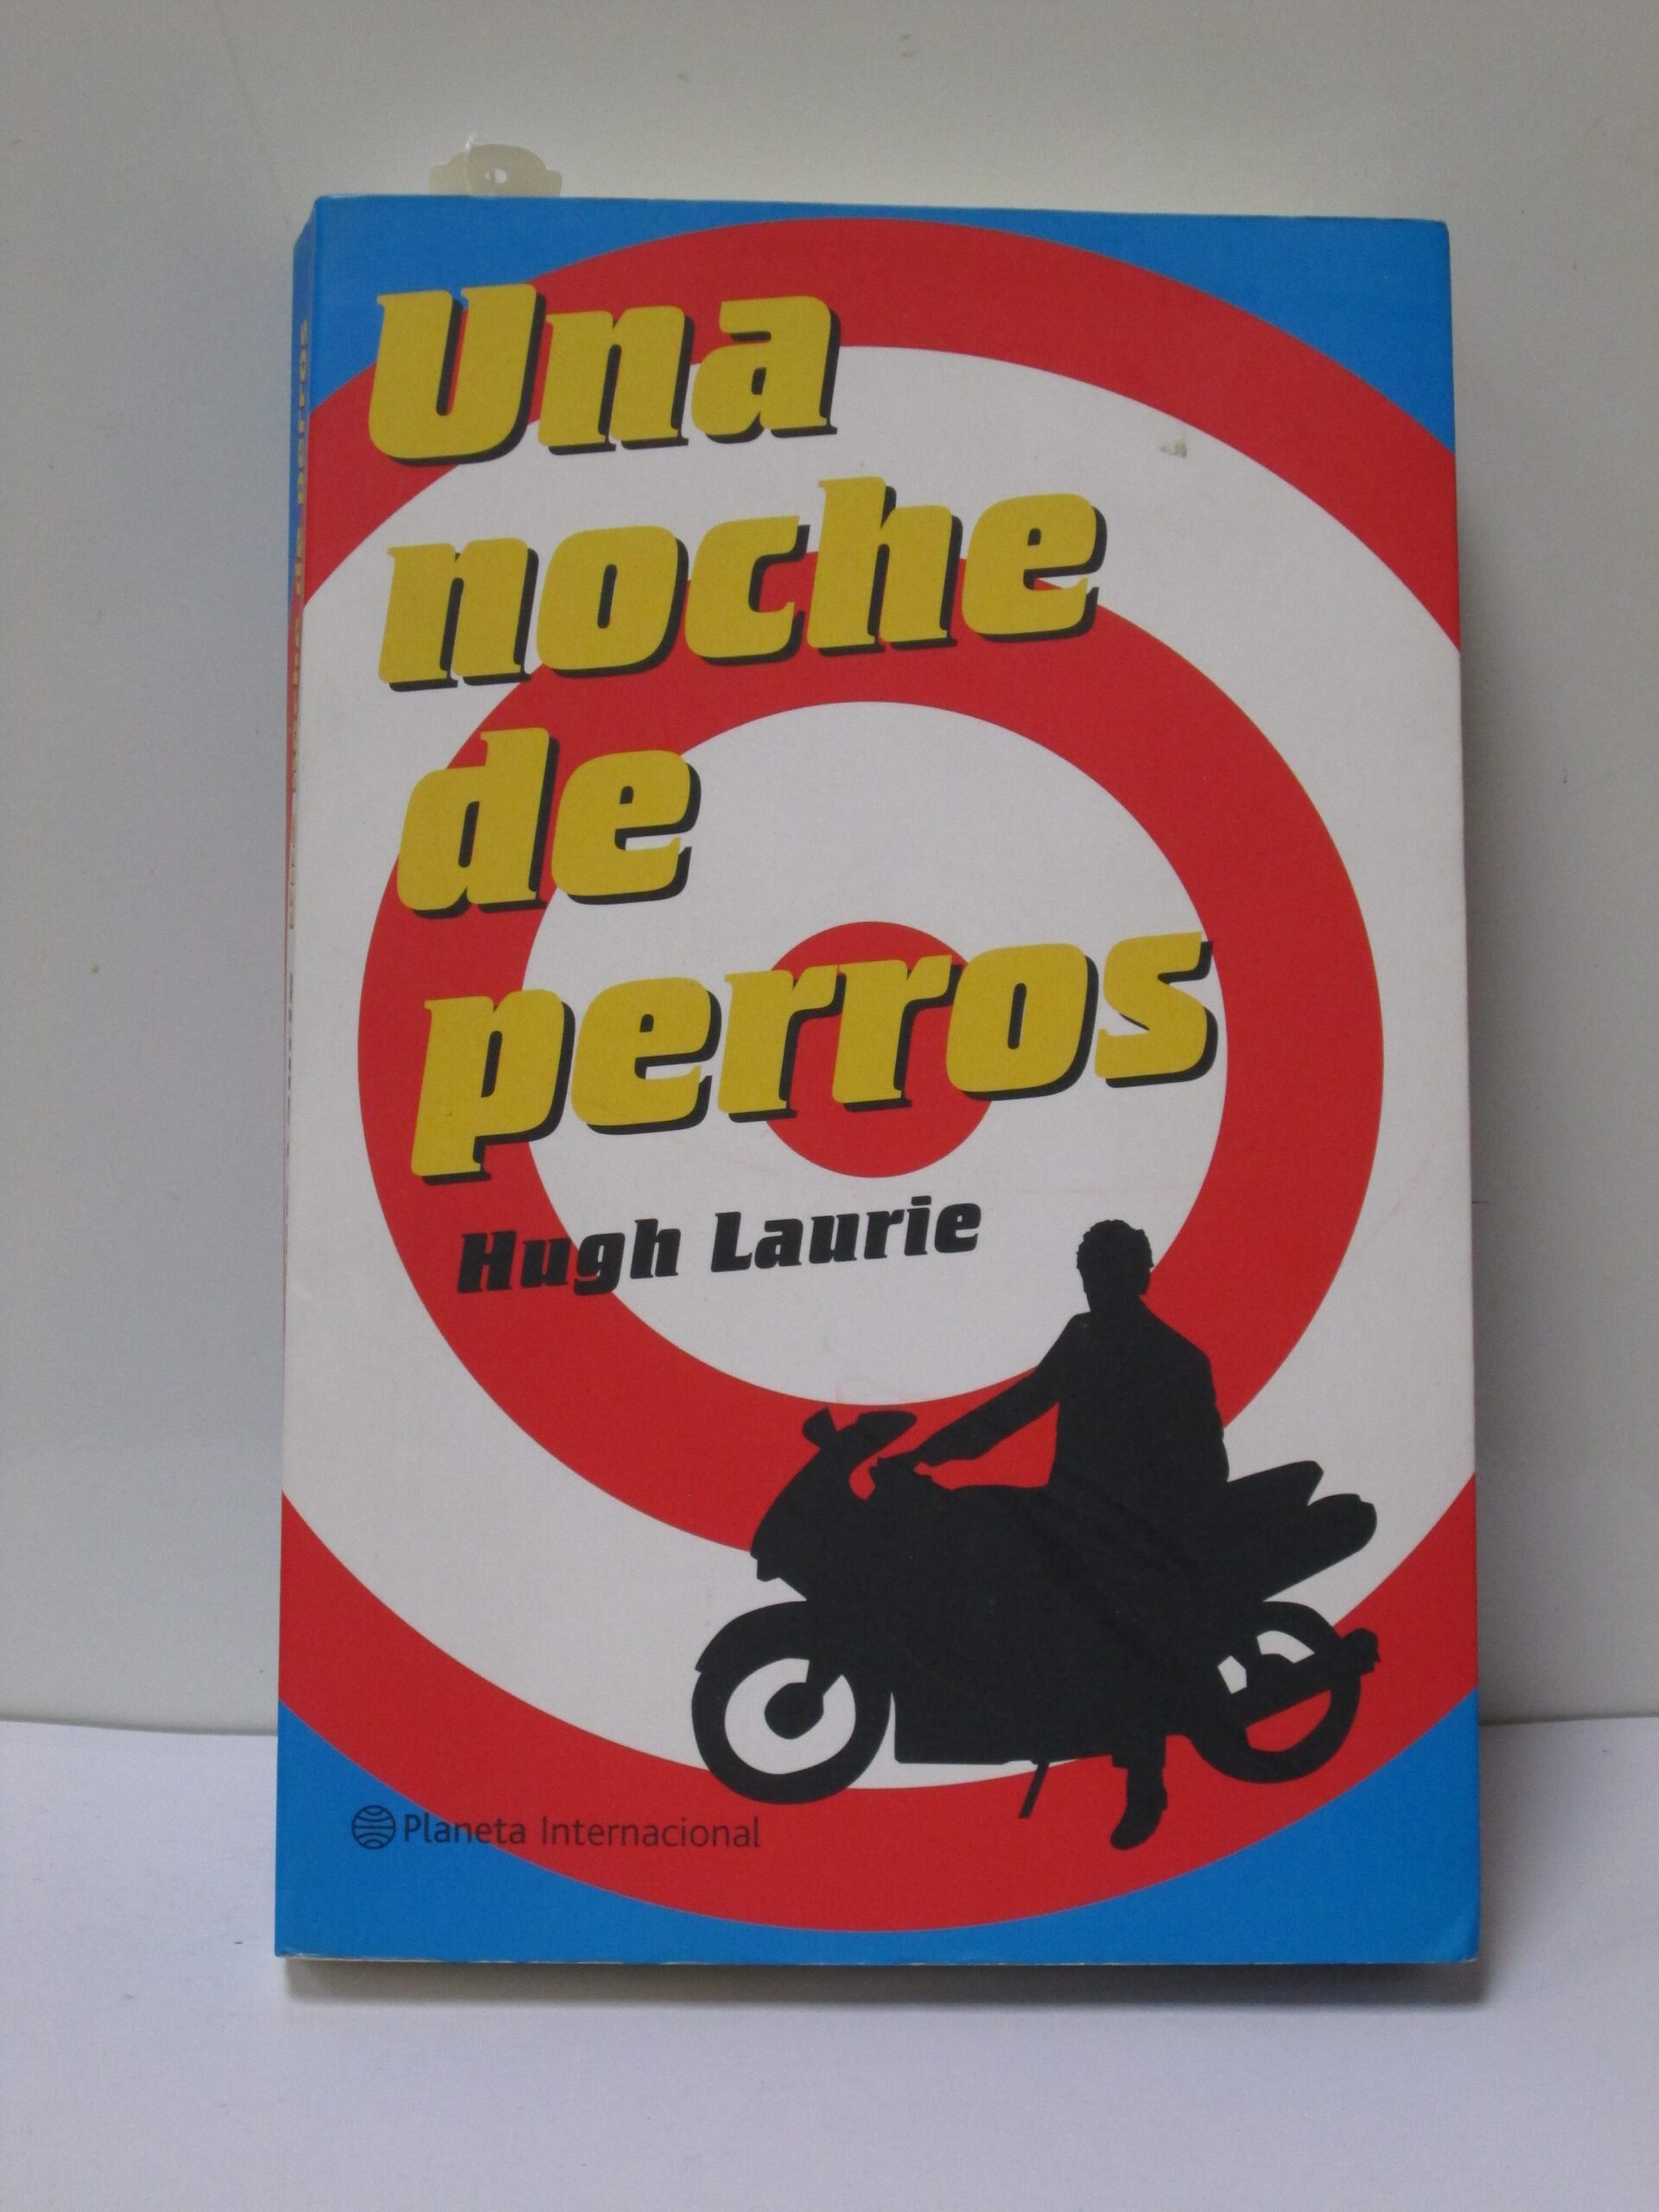 Una
noche
de
perros
Hugh Laurie
Planeta Internacional